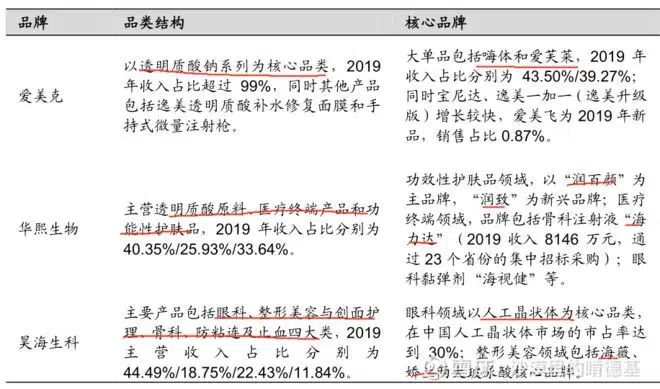 品牌 品类结构 核心品牌
爱美克
以透明质酸钠系列为核心品类，2019
年收入占比超过 99%，同时其他产品
包括逸美透明质酸补水修复面膜和手
持式微量注射枪。
大单品包括嗨体和爱芙莱，2019 年
收入占比分别为 43.50%/39.27%；
同时宝尼达、逸美一加一（逸美升级
版）增长较快，爱美飞为 2019 年新
品，销售占比 0.87%。
华熙生物
主营透明质酸原料、医疗终端产品和功
能性护肤品，2019 年收入占比分别为
40.35%/25.93%/33.64%。
功效性护肤品领域，以“润百颜”为
主品牌，“润致”为新兴品牌；医疗
终端领域，品牌包括骨科注射液“海
力达”（2019 收入 8146 万元，通
过 23 个省份的集中招标采购）；眼
科黏弹剂“海视健”等。
昊海生科
主要产品包括眼科、整形美容与创面护
理、骨科、防粘连及止血四大类，2019
主营收入占比分别为
44.49%/18.75%/22.43%/11.84%。
眼科领域以人工晶状体为核心品类，
在中国人工晶状体市场的市占率达
到 30%；整形美容领域包括海薇、
娇 玻尿酸核心品牌。